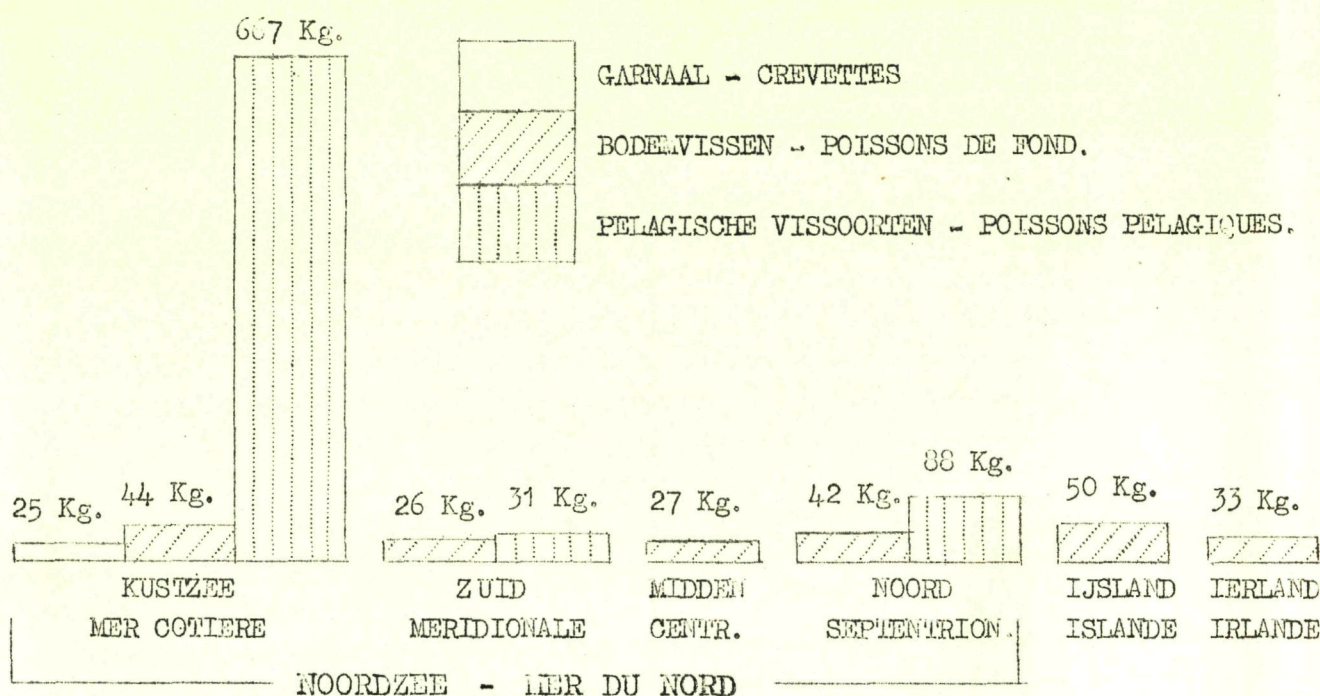 667 Kg.
GARNAAL - CREVETTES
BODEMVISSEN - POISSONS DE FOND.
PELAGISCHE VISSOORTEN - POISSONS PELAGIQUES.
25 Kg. 44 Kg. 26 Kg. 31 Kg. 27 Kg. 42 Kg. 88 Kg. 50 Kg. 33 Kg.
KUSTZEE ZUID MIDDEN NOORD IJSLAND IERLAND
MER COTIERE MERIDIONALE CENTR. SEPTENTRION. ISLANDE IRLANDE
NOORDZEE - MER DU NORD